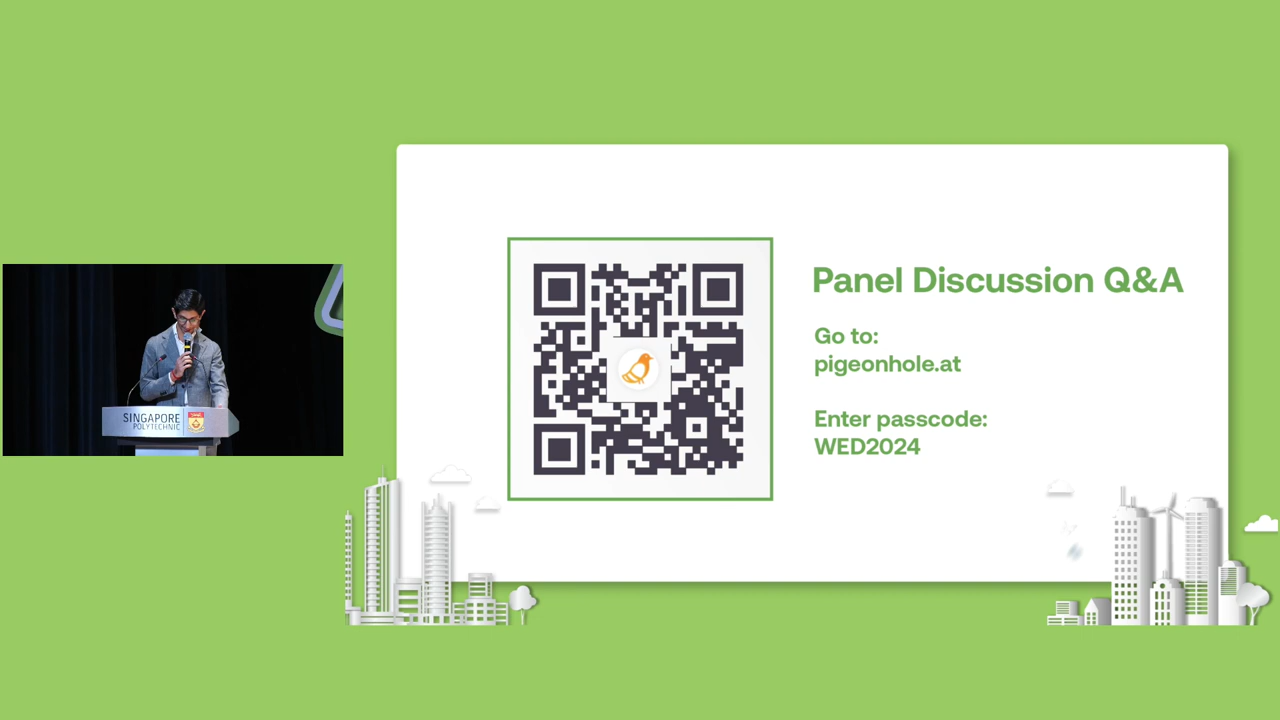 SINGAPORE
POLYTECHNIC
Panel Discussion Q&A
Go to:
pigeonhole.at
Enter passcode:
WED2024